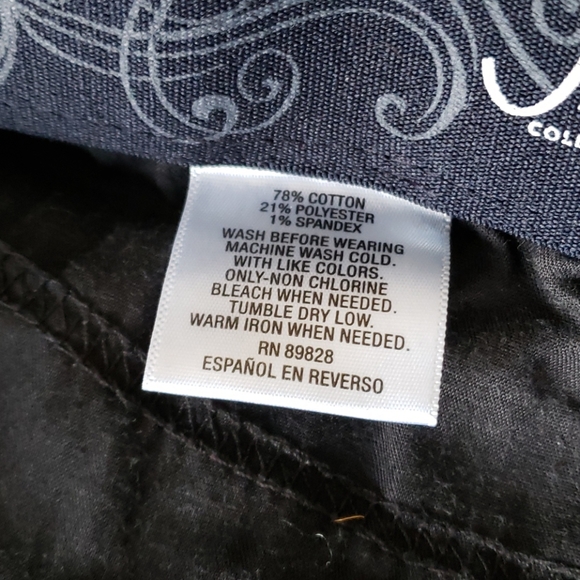 78% COTTON
21% POLYESTER
1% SPANDEX
WASH BEFORE WEARING
MACHINE WASH COLD.
WITH LIKE COLORS.
ONLY-NON CHLORINE
BLEACH WHEN NEEDED.
TUMBLE DRY LOW.
WARM IRON WHEN NEEDED.
RN 89828
ESPAÑOL EN REVERSO